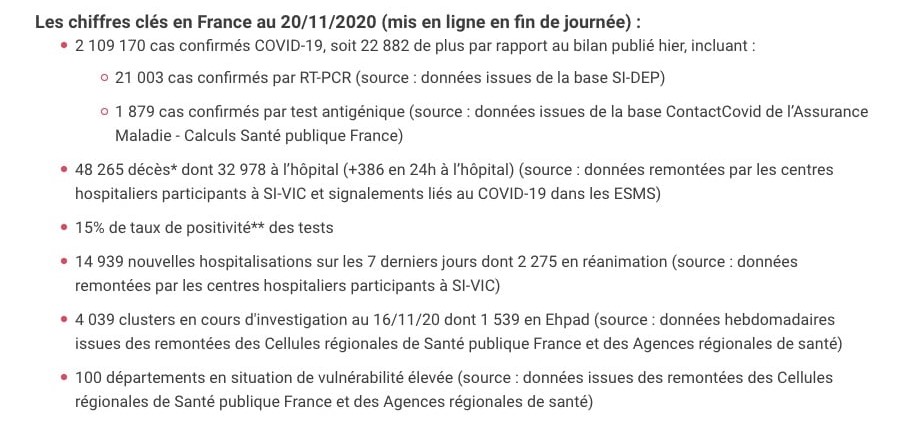 Les chiffres clés en France au 20/11/2020 (mis en ligne en fin de journée) :
2 109 170 cas confirmés COVID-19, soit 22 882 de plus par rapport au bilan publié hier, incluant :
21 003 cas confirmés par RT-PCR (source : données issues de la base SI-DEP)
1 879 cas confirmés par test antigénique (source : données issues de la base ContactCovid de l’Assurance
Maladie - Calculs Santé publique France)
48 265 décès* dont 32 978 à l’hôpital (+386 en 24h à l’hôpital) (source : données remontées par les centres
hospitaliers participants à SI-VIC et signalements liés au COVID-19 dans les ESMS)
15% de taux de positivité** des tests
14 939 nouvelles hospitalisations sur les 7 derniers jours dont 2 275 en réanimation (source : données
remontées par les centres hospitaliers participants à SI-VIC)
4 039 clusters en cours d'investigation au 16/11/20 dont 1 539 en Ehpad (source : données hebdomadaires
issues des remontées des Cellules régionales de Santé publique France et des Agences régionales de santé)
100 départements en situation de vulnérabilité élevée (source : données issues des remontées des Cellules
régionales de Santé publique France et des Agences régionales de santé)